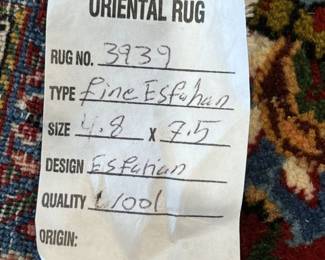 ORIENTAL RUG
RUG NO. 3939
TYPE fine Esfahan
SIZE 4.8 x 7.5
DESIGN Esfahan
QUALITY Wool
ORIGIN: